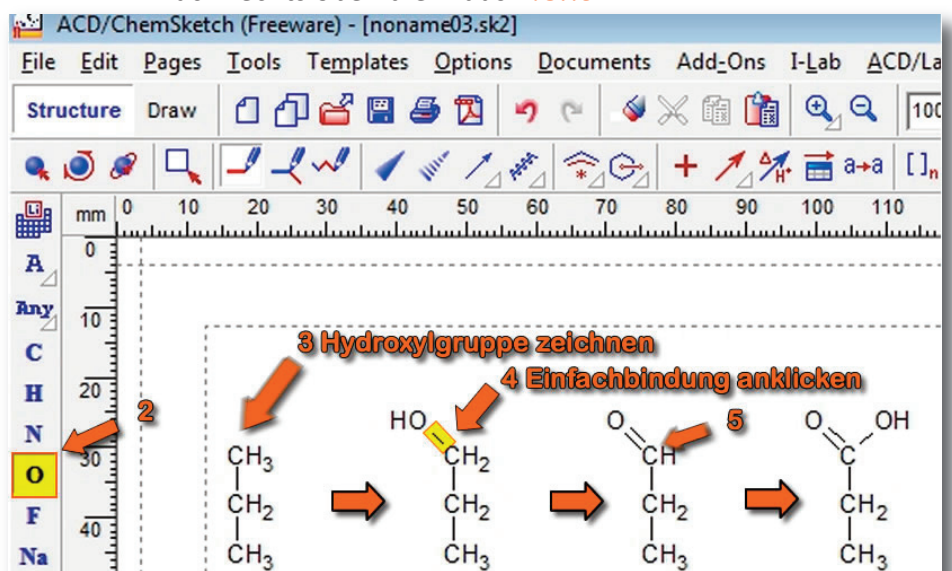 ACD/ChemSketch (Freeware) - [noname03.sk2]
File Edit Pages Tools Templates Options Documents Add-Ons I-Lab ACD/La
Structure Draw 100
a→a [ ]n
Li mm 0 10 20 30 40 50 60 70 80 90 100 110
0
A
Any
10
C
3 Hydroxylgruppe zeichnen
4 Einfachbindung anklicken
H
20
2
N
HO O 5 O OH
30
O
CH3 CH2 CH C
F
CH2 CH2 CH2 CH2
40
Na
CH3 CH3 CH3 CH3